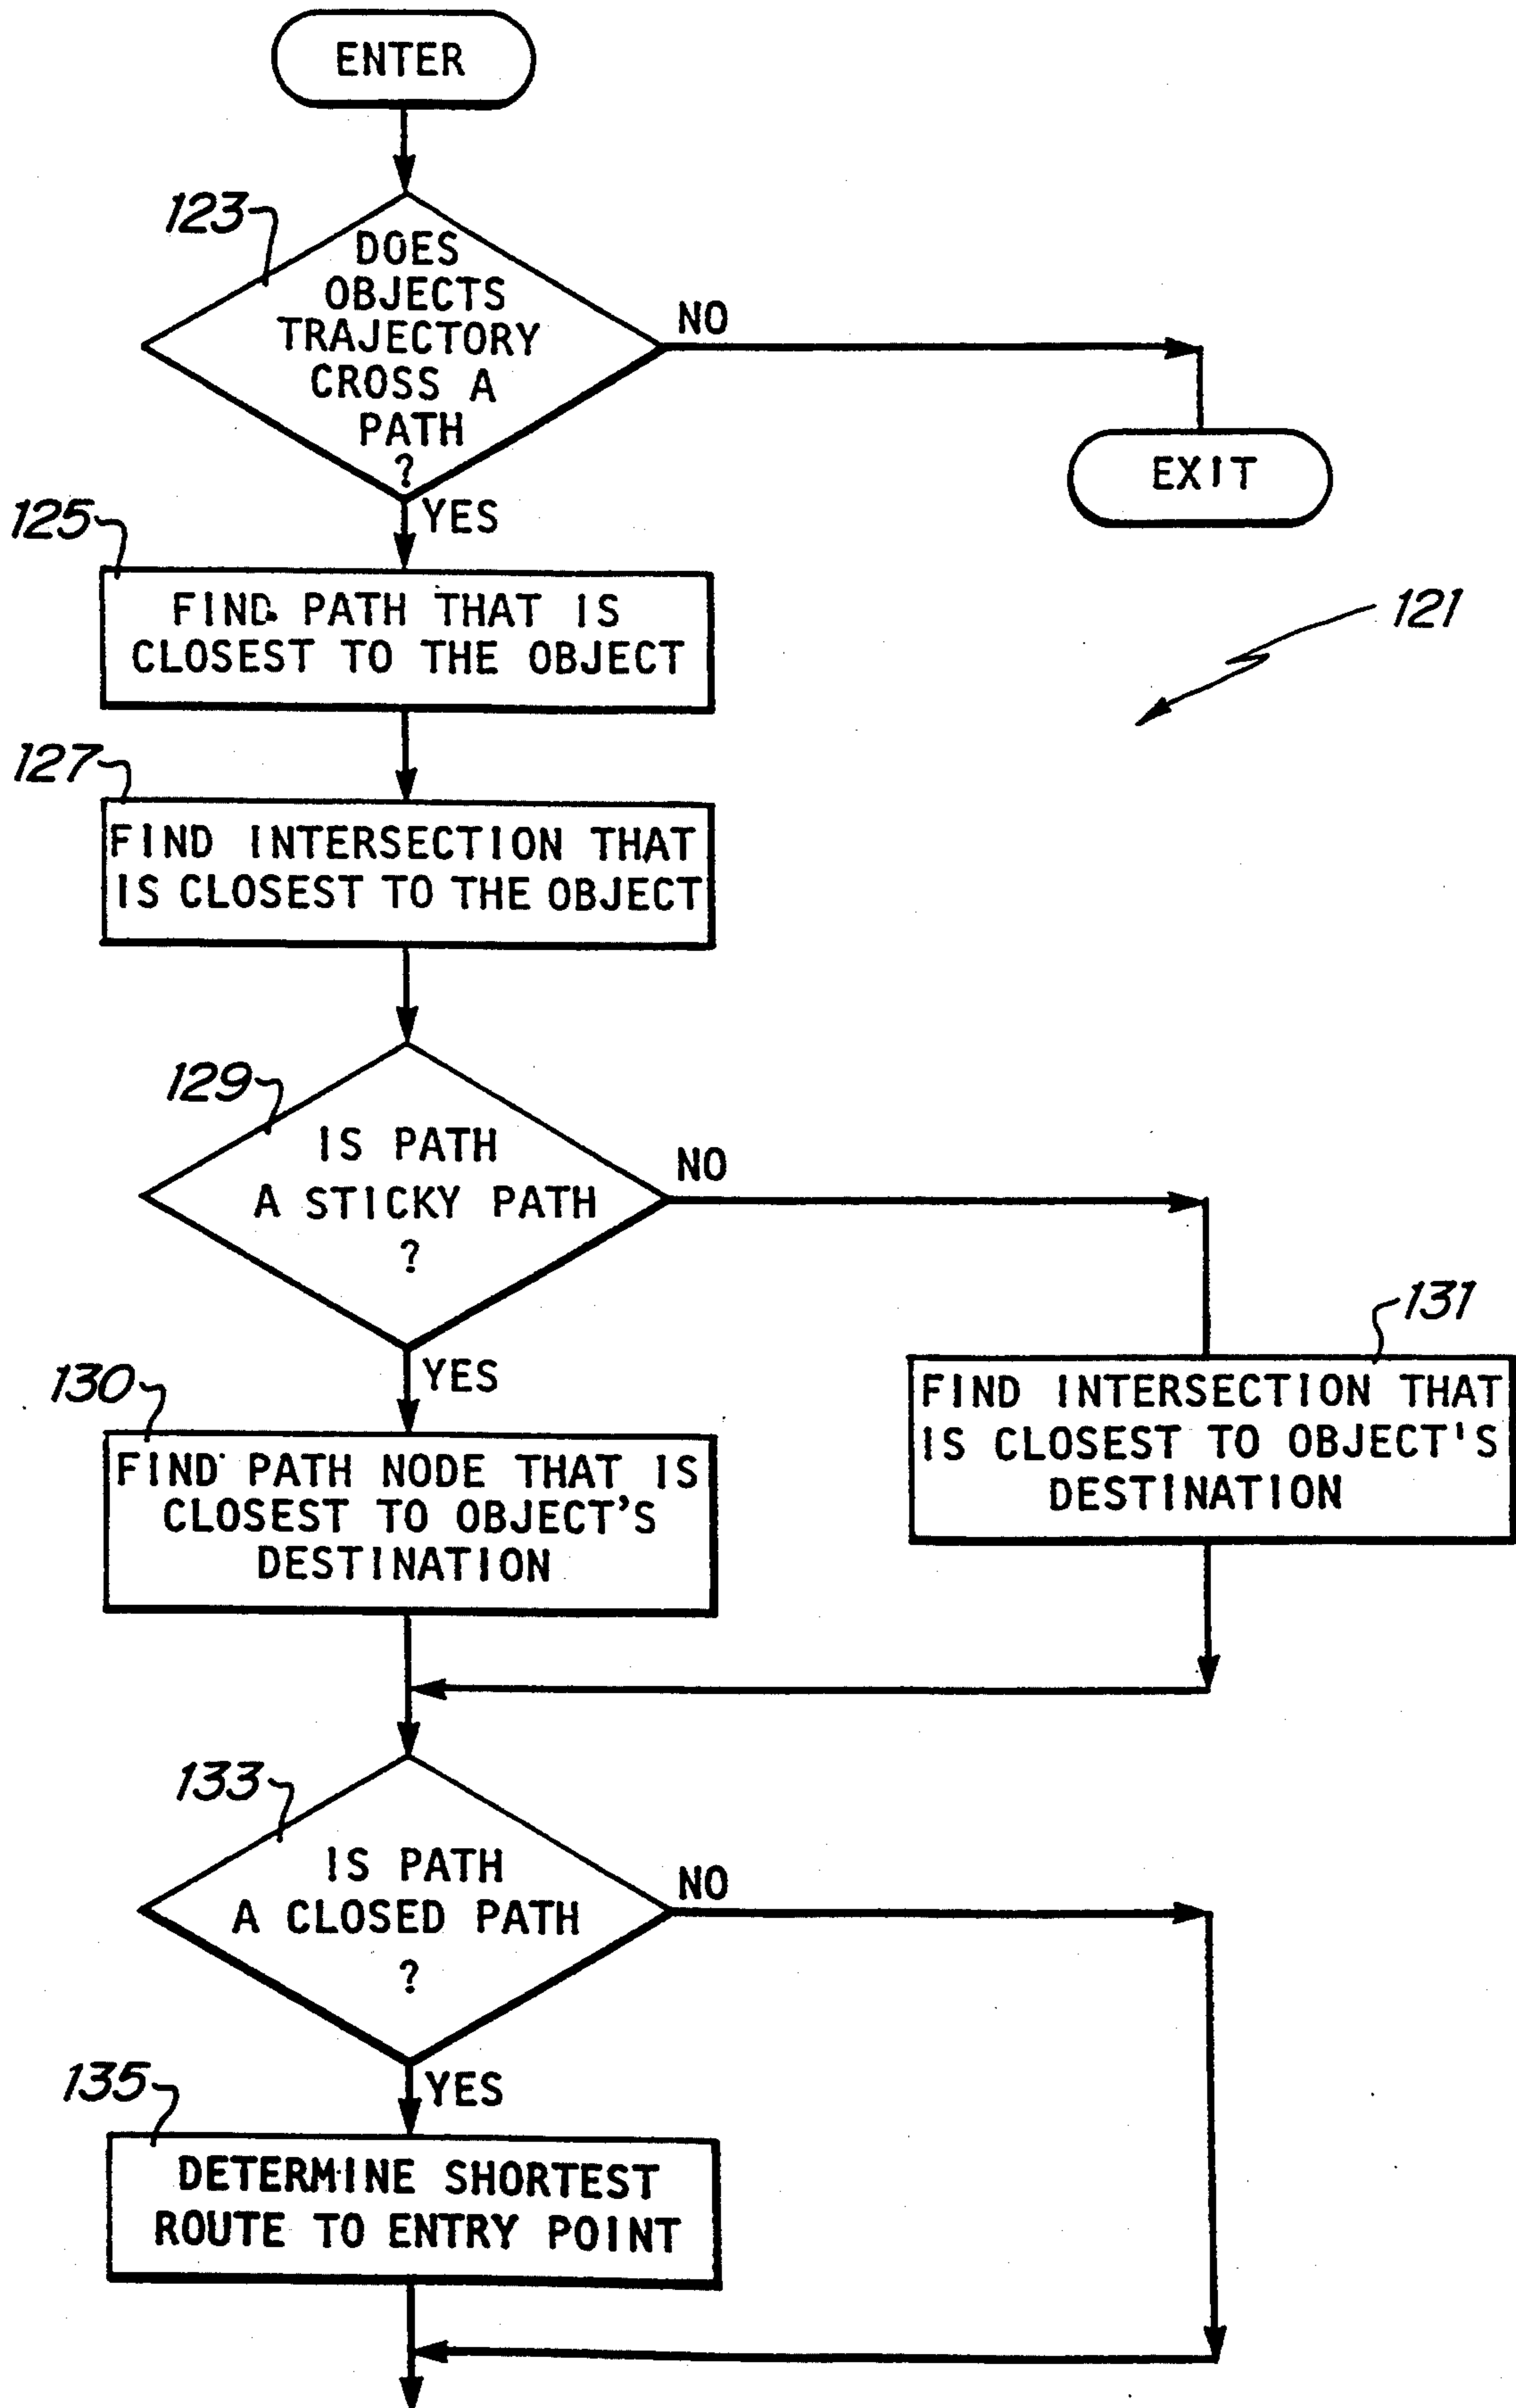 ENTER
123
DOES
OBJECTS
TRAJECTORY
CROSS A
PATH
?
NO
EXIT
YES
125
FIND PATH THAT IS
CLOSEST TO THE OBJECT
121
127
FIND INTERSECTION THAT
IS CLOSEST TO THE OBJECT
129
IS PATH
A STICKY PATH
?
NO
131
FIND INTERSECTION THAT
IS CLOSEST TO OBJECT'S
DESTINATION
YES
130
FIND PATH NODE THAT IS
CLOSEST TO OBJECT'S
DESTINATION
133
IS PATH
A CLOSED PATH
?
NO
YES
135
DETERMINE SHORTEST
ROUTE TO ENTRY POINT